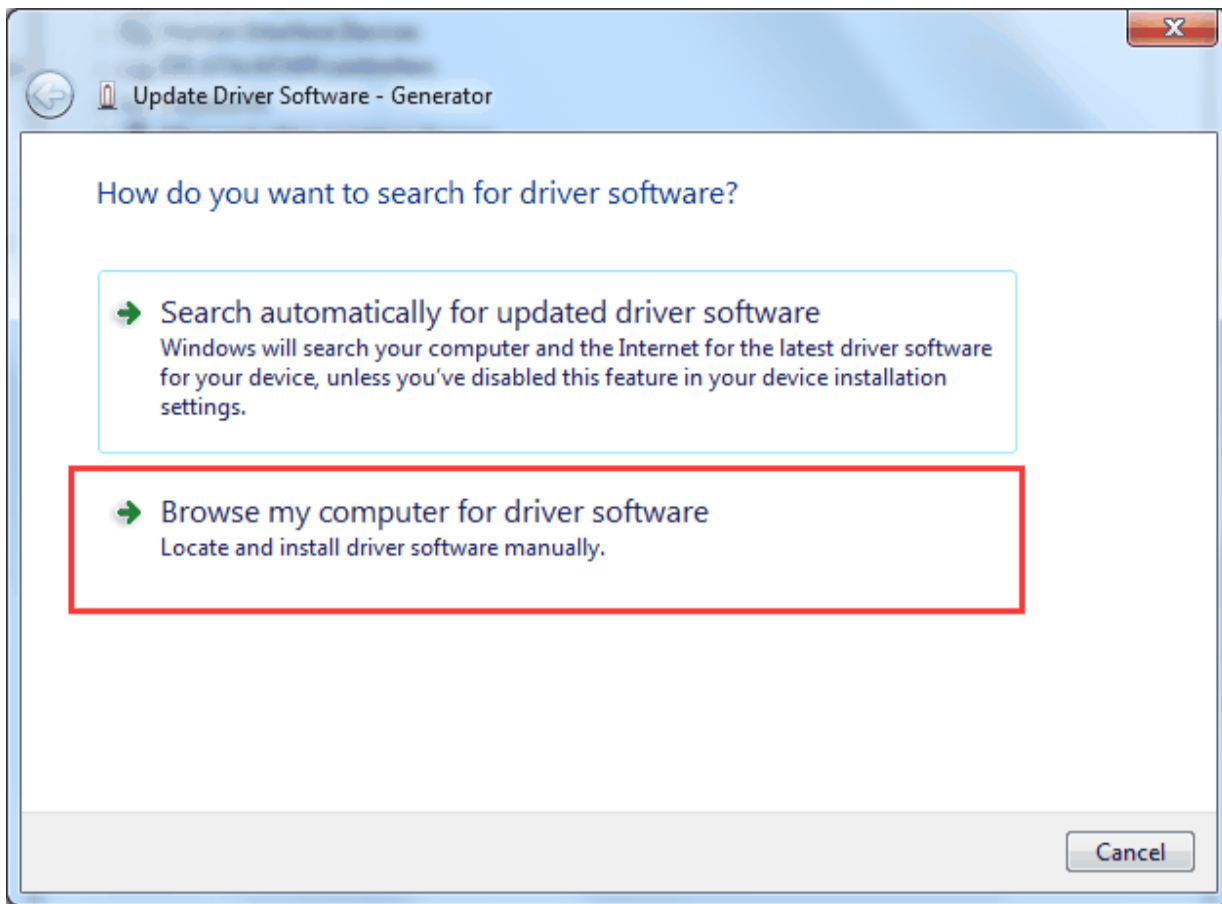 Update Driver Software - Generator
How do you want to search for driver software?
Search automatically for updated driver software
Windows will search your computer and the Internet for the latest driver software
for your device, unless you've disabled this feature in your device installation
settings.
Browse my computer for driver software
Locate and install driver software manually.
Cancel